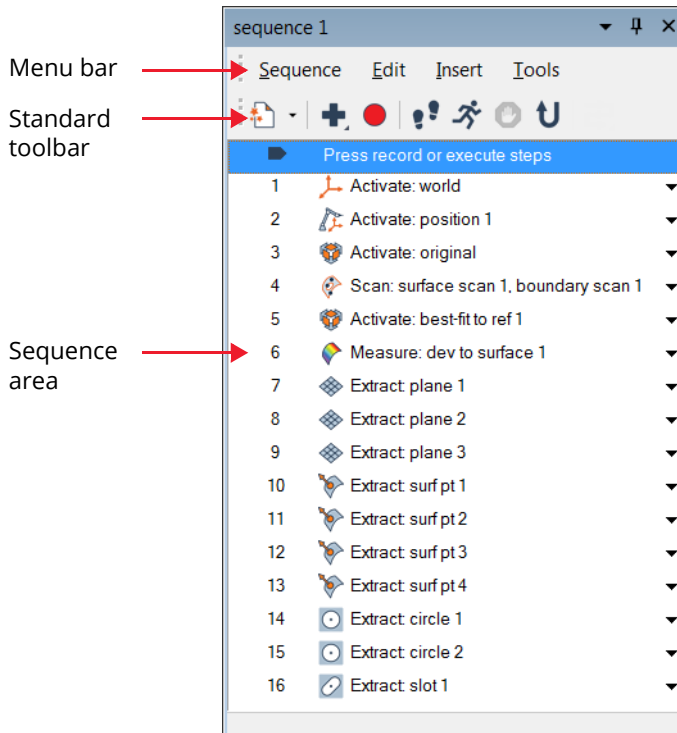 sequence 1
Menu bar
Sequence Edit Insert Tools
Standard
toolbar
Press record or execute steps
1 Activate: world
2 Activate: position 1
3 Activate: original
4 Scan: surface scan 1, boundary scan 1
5 Activate: best-fit to ref 1
Sequence
area
6 Measure: dev to surface 1
7 Extract: plane 1
8 Extract: plane 2
9 Extract: plane 3
10 Extract: surf pt 1
11 Extract: surf pt 2
12 Extract: surf pt 3
13 Extract: surf pt 4
14 Extract: circle 1
15 Extract: circle 2
16 Extract: slot 1